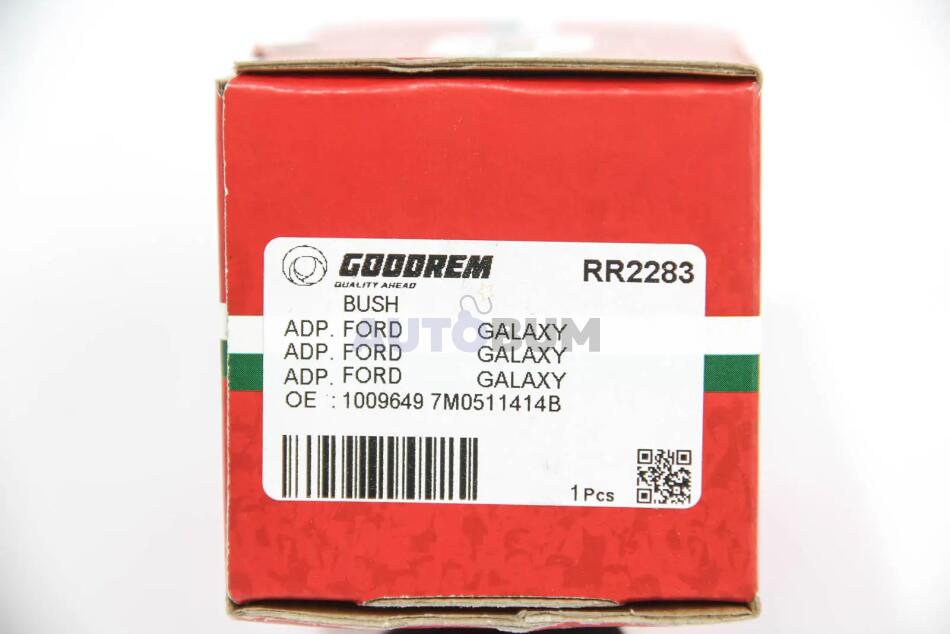 GOODREM RR2283
QUALITY AHEAD
BUSH
ADP. FORD GALAXY
ADP. FORD GALAXY
ADP. FORD GALAXY
OE : 1009649 7M0511414B
1 Pcs
AUTOBUM